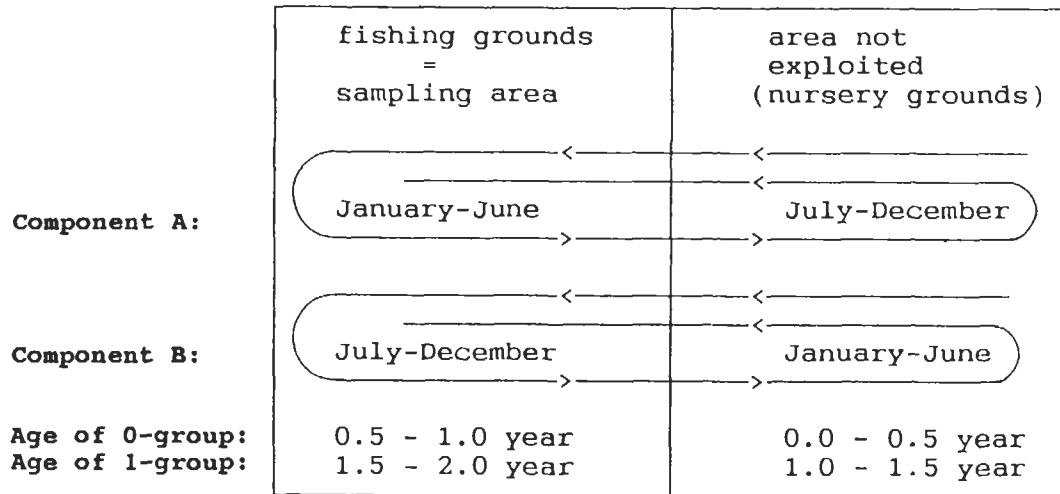 fishing grounds area not
= exploited
sampling area (nursery grounds)
Component A: January-June July-December
Component B: July-December January-June
Age of 0-group: 0.5 - 1.0 year 0.0 - 0.5 year
Age of 1-group: 1.5 - 2.0 year 1.0 - 1.5 year